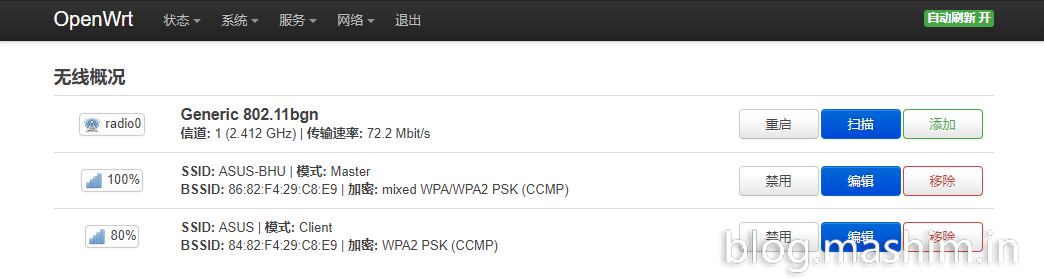 OpenWrt 状态 系统 服务 网络 退出 自动刷新 开
无线概况
radio0 Generic 802.11bgn 重启 扫描 添加
信道: 1 (2.412 GHz) | 传输速率: 72.2 Mbit/s
100% SSID: ASUS-BHU | 模式: Master 禁用 编辑 移除
BSSID: 86:82:F4:29:C8:E9 | 加密: mixed WPA/WPA2 PSK (CCMP)
80% SSID: ASUS | 模式: Client 禁用 编辑 移除
BSSID: 84:82:F4:29:C8:E9 | 加密: WPA2 PSK (CCMP)
blog.mashim.in